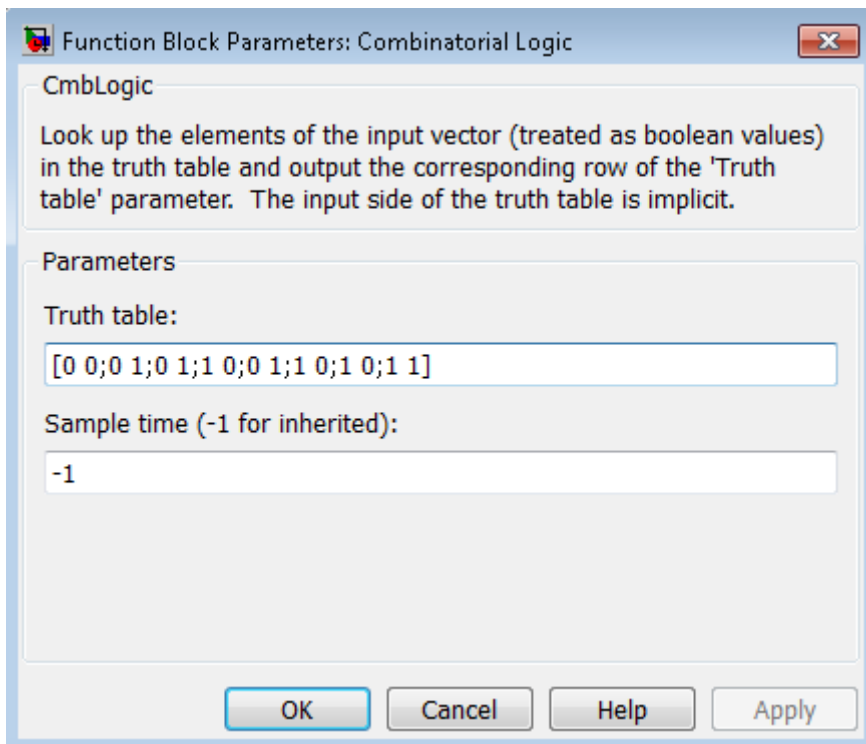 Function Block Parameters: Combinatorial Logic
CmbLogic
Look up the elements of the input vector (treated as boolean values)
in the truth table and output the corresponding row of the 'Truth
table' parameter.  The input side of the truth table is implicit.
Parameters
Truth table:
[0 0;0 1;0 1;1 0;0 1;1 0;1 0;1 1]
Sample time (-1 for inherited):
-1
OK Cancel Help Apply